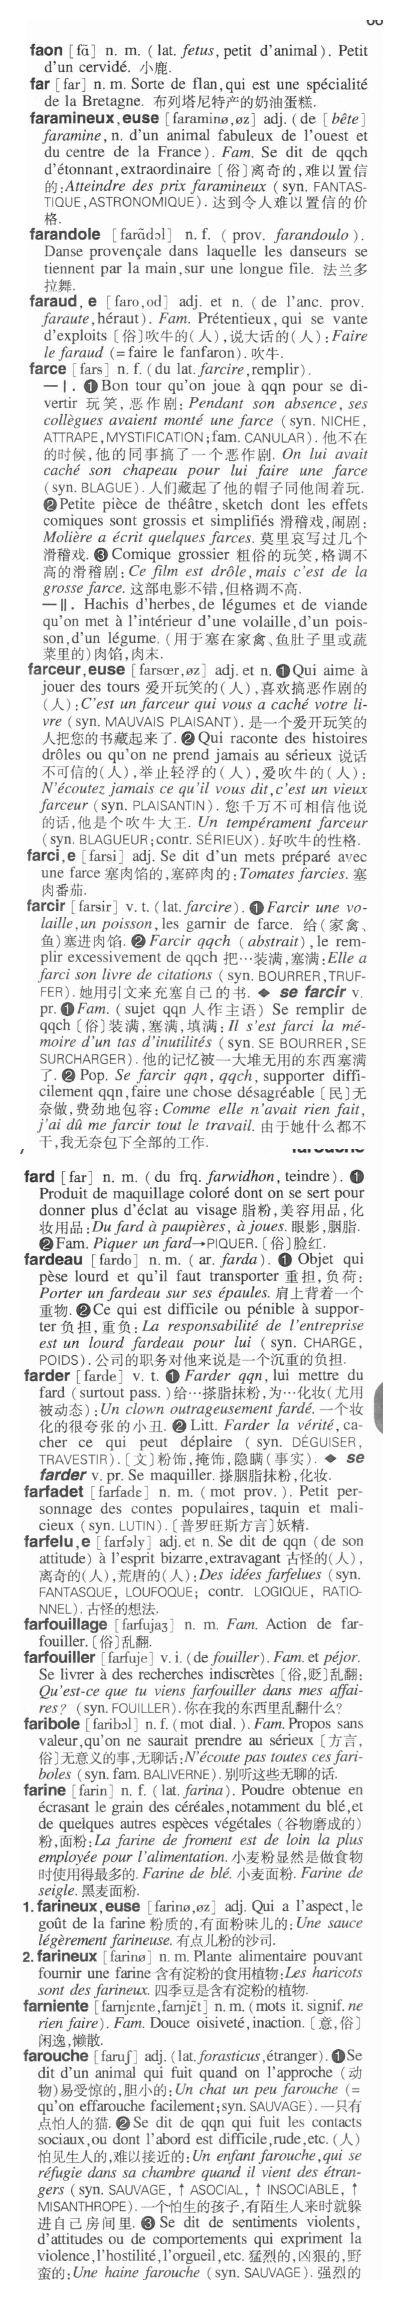 faon [fɑ̃] n. m. ( lat. fetus, petit d'animal). Petit
d'un cervidé. 小鹿.
far [far] n. m. Sorte de flan,qui est une spécialité
de la Bretagne. 布列塔尼特产的奶油蛋糕.
faramineux,euse [faraminø,øz] adj. (de [ bête]
faramine, n. d'un animal fabuleux de l'ouest et
du centre de la France). Fam. Se dit de qqch
d'étonnant,extraordinaire〔俗〕离奇的,难以置信
的:Atteindre des prix faramineux ( syn. FANTAS-
TIQUE,ASTRONOMIQUE). 达到令人难以置信的价
格.
farandole [farɑ̃dɔl] n. f. ( prov. farandoulo ).
Danse provençale dans laquelle les danseurs se
tiennent par la main,sur une longue file. 法兰多
拉舞.
faraud, e [faro,od] adj. et n. ( de l'anc. prov.
faraute,héraut). Fam. Prétentieux, qui se vante
d'exploits〔俗〕吹牛的(人),说大话的(人):Faire
le faraud (= faire le fanfaron). 吹牛.
farce [fars] n. f. (du lat. farcire,remplir).
— I. ❶ Bon tour qu'on joue à qqn pour se di-
vertir 玩笑, 恶作剧: Pendant son absence, ses
collègues avaient monté une farce (syn. NICHE,
ATTRAPE,MYSTIFICATION;fam. CANULAR). 他不在
的时候,他的同事搞了一个恶作剧. On lui avait
caché son chapeau pour lui faire une farce
(syn. BLAGUE). 人们藏起了他的帽子同他闹着玩.
❷ Petite pièce de théâtre, sketch dont les effets
comiques sont grossis et simplifiés 滑稽戏,闹剧:
Molière a écrit quelques farces. 莫里哀写过几个
滑稽戏. ❸ Comique grossier 粗俗的玩笑,格调不
高的滑稽剧: Ce film est drôle, mais c'est de la
grosse farce. 这部电影不错,但格调不高.
— II. Hachis d'herbes, de légumes et de viande
qu'on met à l'intérieur d'une volaille,d'un pois-
son,d'un légume. (用于塞在家禽、鱼肚子里或蔬
菜里的)肉馅,肉末.
farceur,euse [farsœr,øz] adj. et n. ❶ Qui aime à
jouer des tours 爱开玩笑的(人),喜欢搞恶作剧的
(人):C'est un farceur qui vous a caché votre li-
vre (syn. MAUVAIS PLAISANT). 是一个爱开玩笑的
人把您的书藏起来了. ❷ Qui raconte des histoires
drôles ou qu'on ne prend jamais au sérieux 说话
不可信的(人),举止轻浮的(人),爱吹牛的(人):
N'écoutez jamais ce qu'il vous dit,c'est un vieux
farceur (syn. PLAISANTIN). 您千万不可相信他说
的话,他是个吹牛大王. Un tempérament farceur
(syn. BLAGUEUR;contr. SÉRIEUX). 好吹牛的性格.
farci,e [farsi] adj. Se dit d'un mets préparé avec
une farce 塞肉馅的,塞碎肉的:Tomates farcies. 塞
肉番茄.
farcir [farsir] v. t. (lat. farcire). ❶ Farcir une vo-
laille,un poisson,les garnir de farce. 给(家禽、
鱼)塞进肉馅. ❷ Farcir qqch (abstrait), le rem-
plir excessivement de qqch 把…装满,塞满:Elle a
farci son livre de citations (syn. BOURRER,TRUF-
FER). 她用引文来充塞自己的书. ◆ se farcir v.
pr. ❶ Fam. (sujet qqn 人作主语) Se remplir de
qqch〔俗〕装满,塞满,填满: Il s'est farci la mé-
moire d'un tas d'inutilités (syn. SE BOURRER,SE
SURCHARGER). 他的记忆被一大堆无用的东西塞满
了. ❷ Pop. Se farcir qqn, qqch, supporter diffi-
cilement qqn,faire une chose désagréable〔民〕无
奈做,费劲地包容: Comme elle n'avait rien fait,
j'ai dû me farcir tout le travail. 由于她什么都不
干,我无奈包下全部的工作.
fard [far] n. m. ( du frq. farwidhon, teindre). ❶
Produit de maquillage coloré dont on se sert pour
donner plus d'éclat au visage 脂粉,美容用品,化
妆用品:Du fard à paupières, à joues. 眼影,胭脂.
❷ Fam. Piquer un fard→PIQUER.〔俗〕脸红.
fardeau [fardo] n. m. ( ar. farda). ❶ Objet qui
pèse lourd et qu'il faut transporter 重担,负荷:
Porter un fardeau sur ses épaules. 肩上背着一个
重物. ❷ Ce qui est difficile ou pénible à suppor-
ter 负担,重负: La responsabilité de l'entreprise
est un lourd fardeau pour lui ( syn. CHARGE,
POIDS). 公司的职务对他来说是一个沉重的负担.
farder [farde] v. t. ❶ Farder qqn, lui mettre du
fard (surtout pass.) 给…搽脂抹粉,为…化妆(尤用
被动态): Un clown outrageusement fardé. 一个妆
化的很夸张的小丑. ❷ Litt. Farder la vérité, ca-
cher ce qui peut déplaire ( syn. DÉGUISER,
TRAVESTIR).〔文〕粉饰,掩饰,隐瞒(事实). ◆ se
farder v. pr. Se maquiller. 搽胭脂抹粉,化妆.
farfadet [farfade] n. m. ( mot prov. ). Petit per-
sonnage des contes populaires, taquin et mali-
cieux (syn. LUTIN).〔普罗旺斯方言〕妖精.
farfelu,e [farfəly] adj. et n. Se dit de qqn (de son
attitude) à l'esprit bizarre,extravagant 古怪的(人),
离奇的(人),荒唐的(人):Des idées farfelues (syn.
FANTASQUE, LOUFOQUE; contr. LOGIQUE, RATIO-
NNEL). 古怪的想法.
farfouillage [farfujaʒ] n. m. Fam. Action de far-
fouiller.〔俗〕乱翻.
farfouiller [farfuje] v. i. (de fouiller). Fam. et péjor.
Se livrer à des recherches indiscrètes〔俗,贬〕乱翻:
Qu'est-ce que tu viens farfouiller dans mes affai-
res? (syn. FOUILLER). 你在我的东西里乱翻什么?
faribole [faribɔl] n. f. (mot dial. ). Fam. Propos sans
valeur,qu'on ne saurait prendre au sérieux〔方言,
俗〕无意义的事,无聊话:N'écoute pas toutes ces fari-
boles (syn. fam. BALIVERNE). 别听这些无聊的话.
farine [farin] n. f. ( lat. farina). Poudre obtenue en
écrasant le grain des céréales,notamment du blé,et
de quelques autres espèces végétales (谷物磨成的)
粉,面粉:La farine de froment est de loin la plus
employée pour l'alimentation. 小麦粉显然是做食物
时使用得最多的. Farine de blé. 小麦面粉. Farine de
seigle. 黑麦面粉.
1. farineux,euse [farinø,øz] adj. Qui a l'aspect,le
goût de la farine 粉质的,有面粉味儿的:Une sauce
légèrement farineuse. 有点儿粉的沙司.
2. farineux [farinø] n. m. Plante alimentaire pouvant
fournir une farine 含有淀粉的食用植物:Les haricots
sont des farineux. 四季豆是含有淀粉的植物.
farniente [farnjɛnte,farnjɛ̃t] n. m. (mots it. signif. ne
rien faire). Fam. Douce oisiveté,inaction.〔意,俗〕
闲逸,懒散.
farouche [faruʃ] adj. (lat.forasticus,étranger). ❶ Se
dit d'un animal qui fuit quand on l'approche (动
物)易受惊的,胆小的: Un chat un peu farouche (=
qu'on effarouche facilement;syn. SAUVAGE). 一只有
点怕人的猫. ❷ Se dit de qqn qui fuit les contacts
sociaux,ou dont l'abord est difficile,rude,etc. (人)
怕见生人的,难以接近的: Un enfant farouche,qui se
réfugie dans sa chambre quand il vient des étran-
gers (syn. SAUVAGE, ↑ ASOCIAL, ↑ INSOCIABLE, ↑
MISANTHROPE). 一个怕生的孩子,有陌生人来时就躲
进自己房间里. ❸ Se dit de sentiments violents,
d'attitudes ou de comportements qui expriment la
violence,l'hostilité,l'orgueil,etc. 猛烈的,凶狠的,野
蛮的:Une haine farouche (syn. SAUVAGE). 强烈的